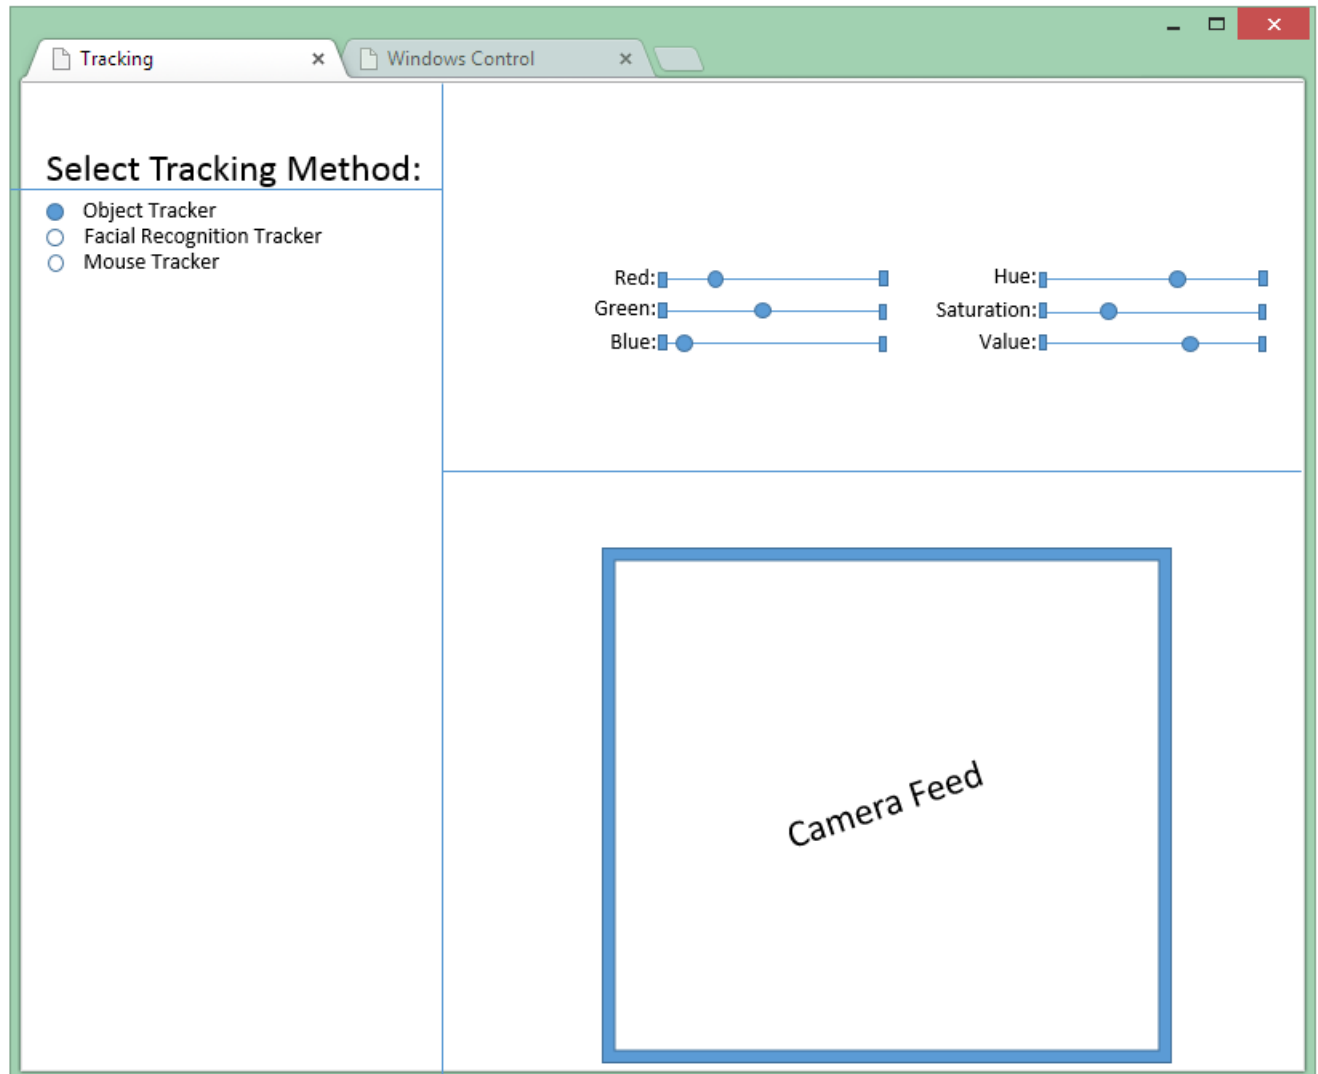 Tracking
Windows Control
Select Tracking Method:
Object Tracker
Facial Recognition Tracker
Mouse Tracker
Red:
Green:
Blue:
Hue:
Saturation:
Value:
Camera Feed